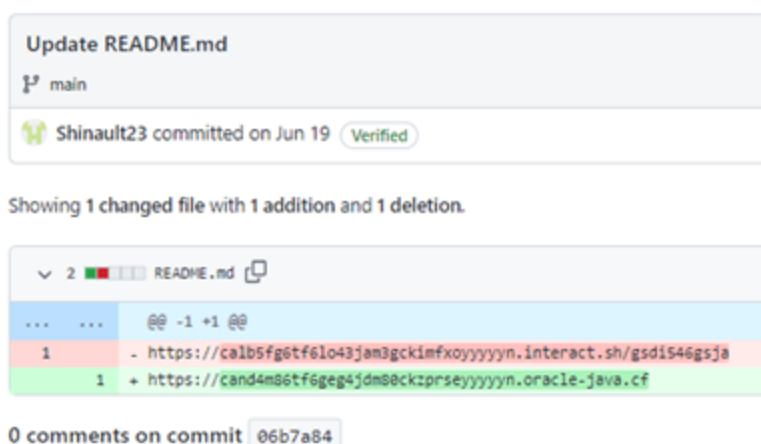 Update README.md
main
Shinault23 committed on Jun 19 Verified
Showing 1 changed file with 1 addition and 1 deletion.
2 README.md
... ... @@ -1 +1 @@
1 - https://calb5fg6tf6lo43jam3gckimfxoyyyyyn.interact.sh/gsdi546gsja
1 + https://cand4m86tf6geg4jdm80ckzprseyyyyyn.oracle-java.cf
0 comments on commit 06b7a84